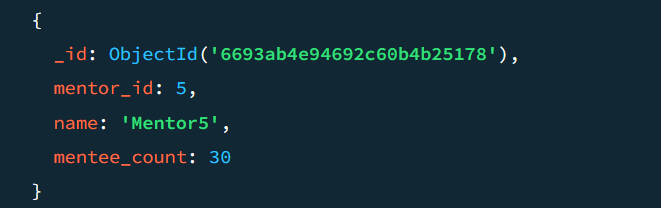 {
_id: ObjectId('6693ab4e94692c60b4b25178'),
mentor_id: 5,
name: 'Mentor5',
mentee_count: 30
}